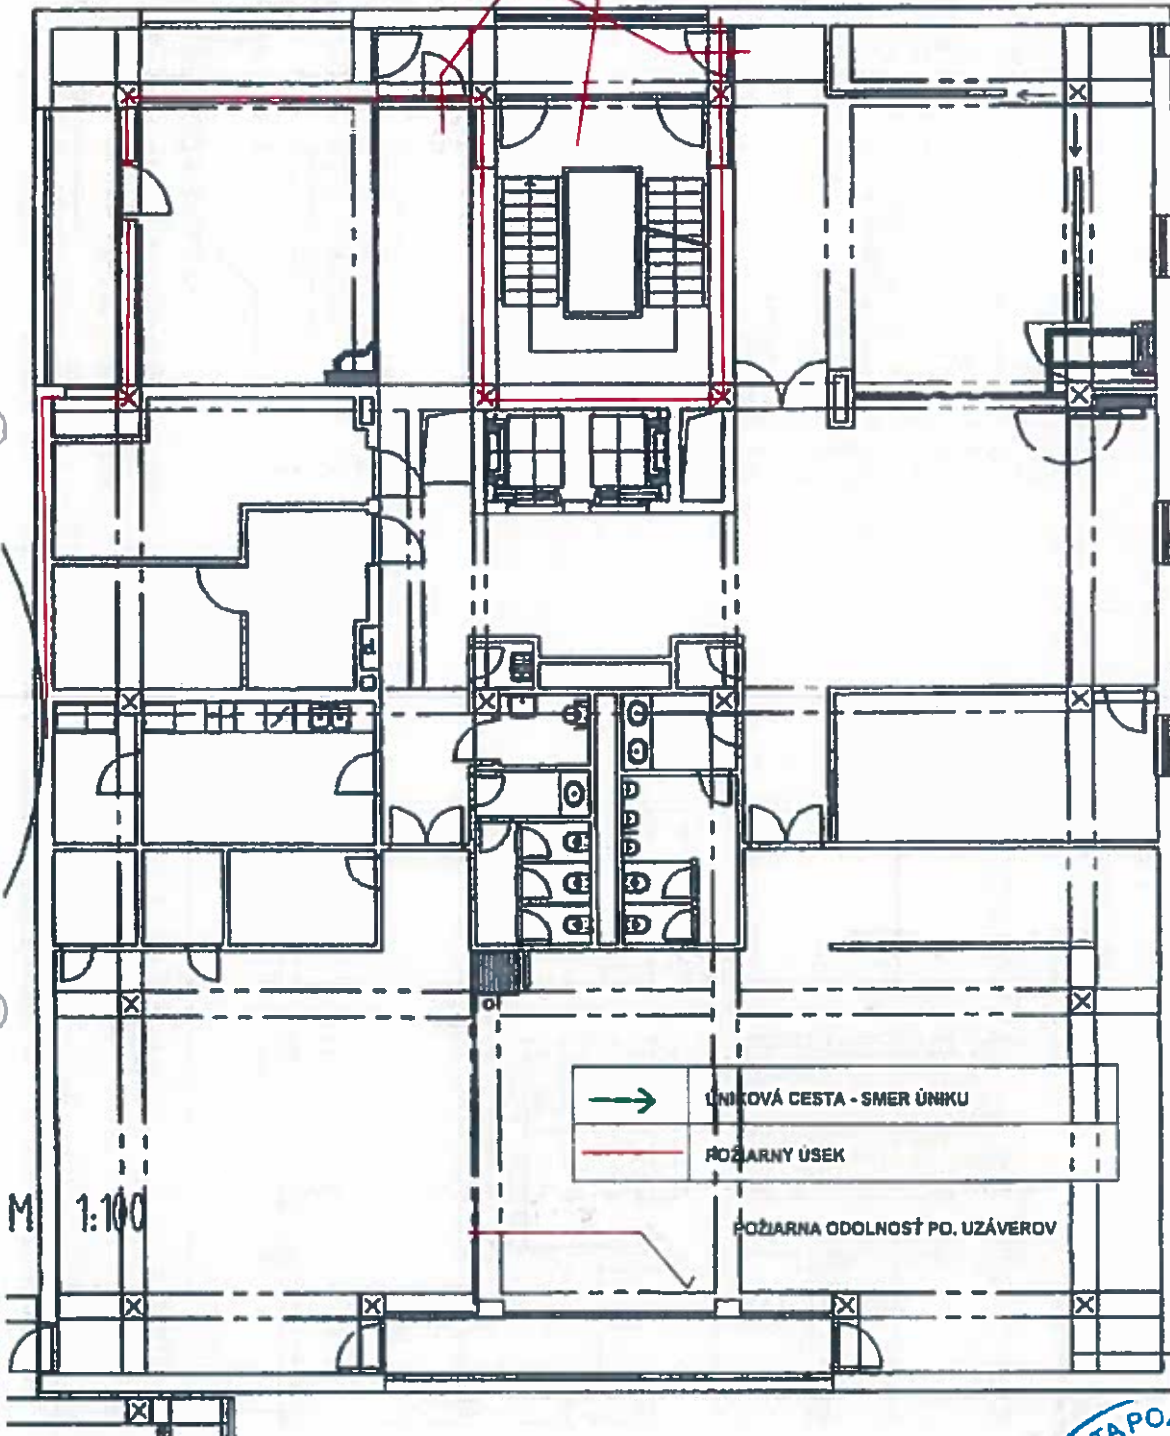 ÚNIKOVÁ CESTA - SMER ÚNIKU
POŽIARNY ÚSEK
M 1:100
POŽIARNA ODOLNOSŤ PO. UZÁVEROV